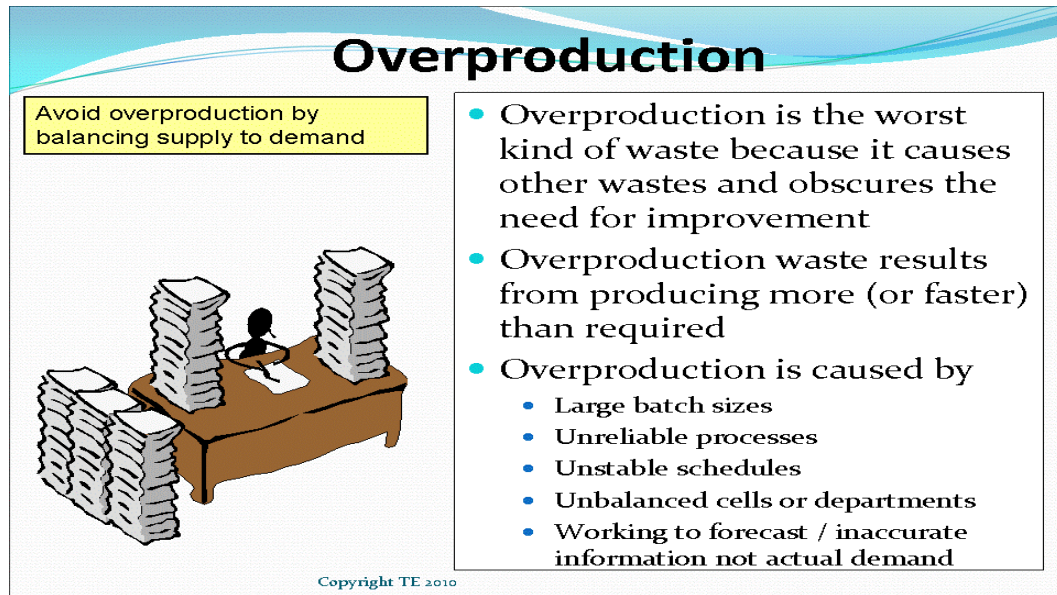 Overproduction
Avoid overproduction by
balancing supply to demand
• Overproduction is the worst
kind of waste because it causes
other wastes and obscures the
need for improvement
• Overproduction waste results
from producing more (or faster)
than required
• Overproduction is caused by
• Large batch sizes
• Unreliable processes
• Unstable schedules
• Unbalanced cells or departments
• Working to forecast / inaccurate
information not actual demand
Copyright TE 2010